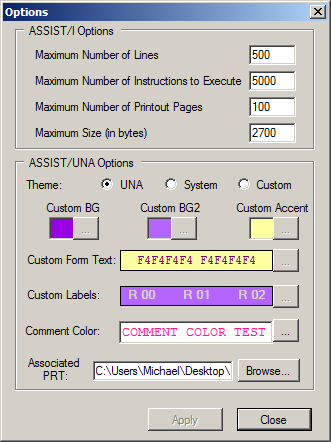 Options
ASSIST/I Options
Maximum Number of Lines 500
Maximum Number of Instructions to Execute 5000
Maximum Number of Printout Pages 100
Maximum Size (in bytes) 2700
ASSIST/UNA Options
Theme: UNA System Custom
Custom BG Custom BG2 Custom Accent
... ... ...
Custom Form Text: F4F4F4F4 F4F4F4F4 ...
Custom Labels: R 00 R 01 R 02 ...
Comment Color: COMMENT COLOR TEST ...
Associated PRT: C:\Users\Michael\Desktop\ Browse...
Apply Close